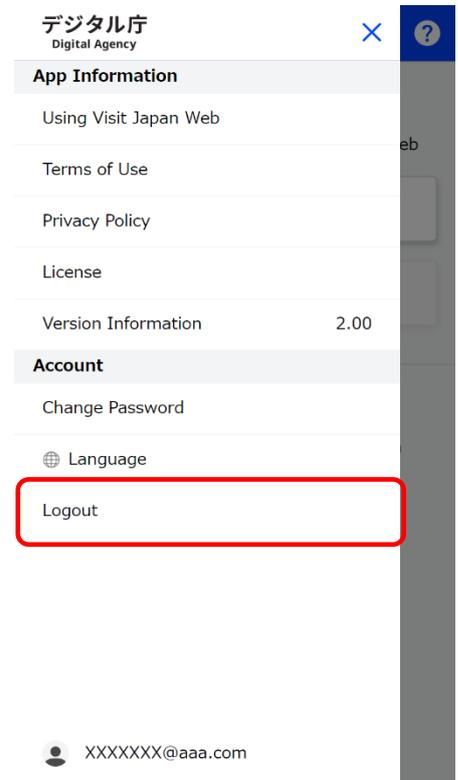 デジタル庁
Digital Agency
App Information
Using Visit Japan Web
eb
Terms of Use
Privacy Policy
License
Version Information 2.00
Account
Change Password
Language
Logout
XXXXXXX@aaa.com